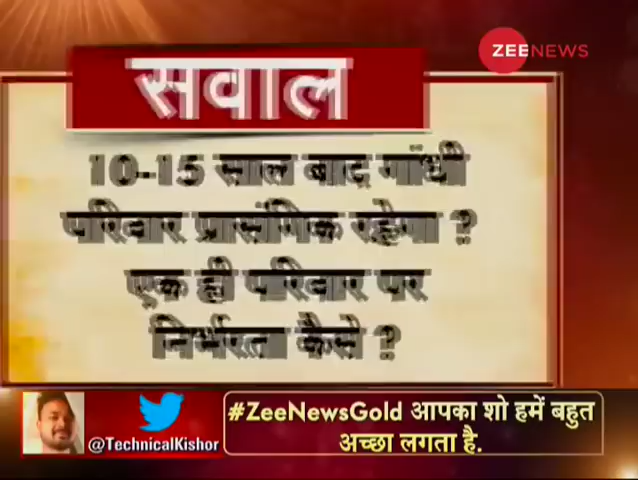 ZEENEWS
सवाल
10-15 साल बाद गांधी
परिवार प्रासंगिक रहेगा ?
एक ही परिवार पर
निर्भरता कैसे ?
@TechnicalKishor
#ZeeNewsGold आपका शो हमें बहुत
अच्छा लगता है.